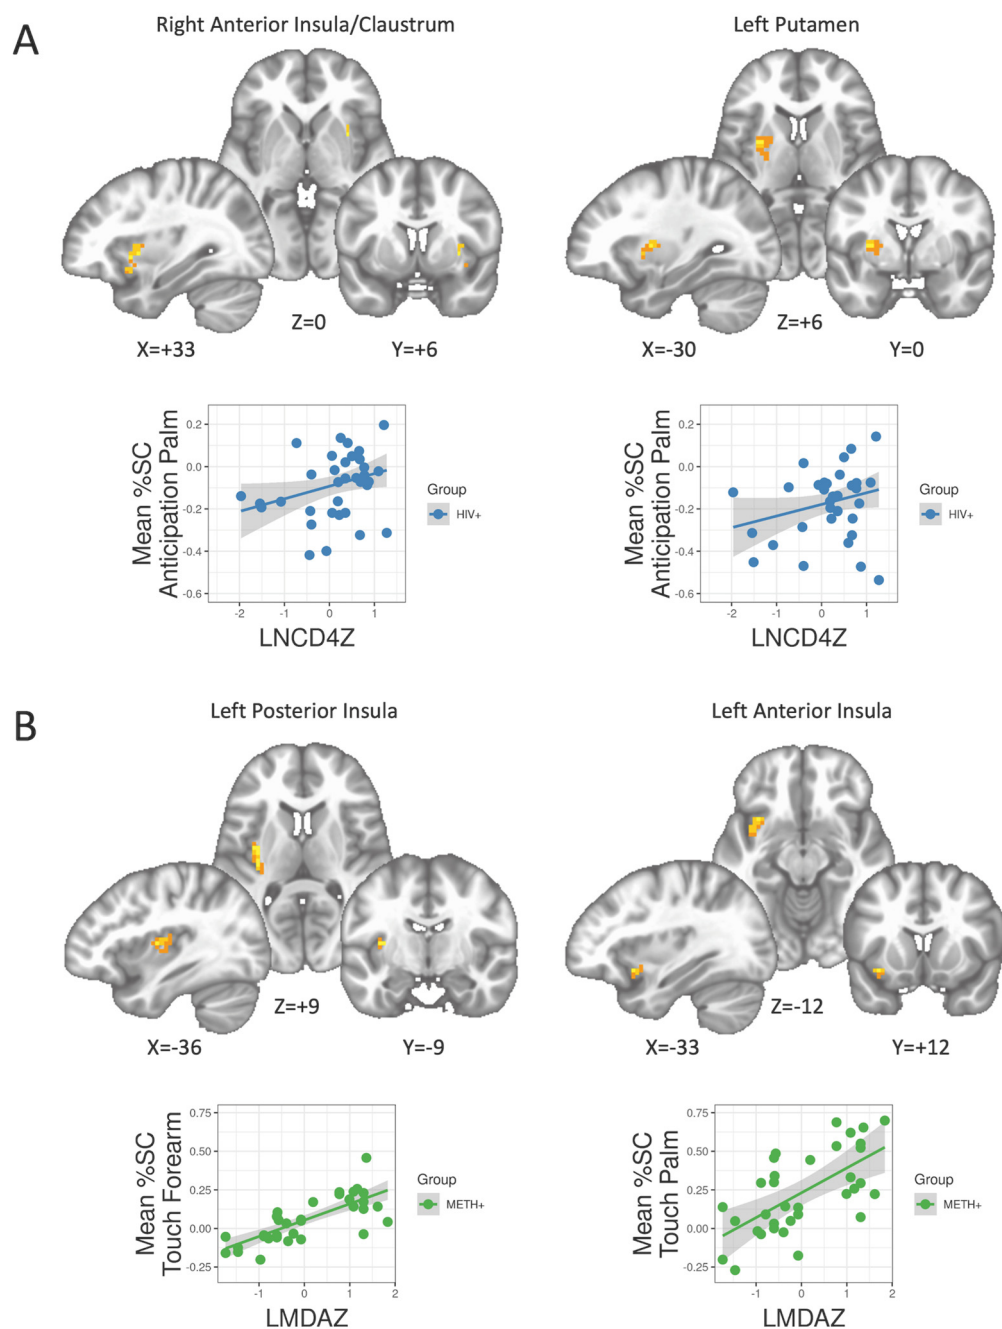 A
Right Anterior Insula/Claustrum
Left Putamen
Z=0
X=+33
Y=+6
Z=+6
X=-30
Y=0
Mean %SC
Anticipation Palm
0.2
0.0
-0.2
-0.4
-0.6
-2
-1
0
1
LNCD4Z
Group
HIV+
Mean %SC
Anticipation Palm
0.2
0.0
-0.2
-0.4
-0.6
-2
-1
0
1
LNCD4Z
Group
HIV+
B
Left Posterior Insula
Left Anterior Insula
Z=+9
X=-36
Y=-9
Z=-12
X=-33
Y=+12
Mean %SC
Touch Forearm
0.75
0.50
0.25
0.00
-0.25
-1
0
1
2
LMDAZ
Group
METH+
Mean %SC
Touch Palm
0.75
0.50
0.25
0.00
-0.25
-1
0
1
2
LMDAZ
Group
METH+